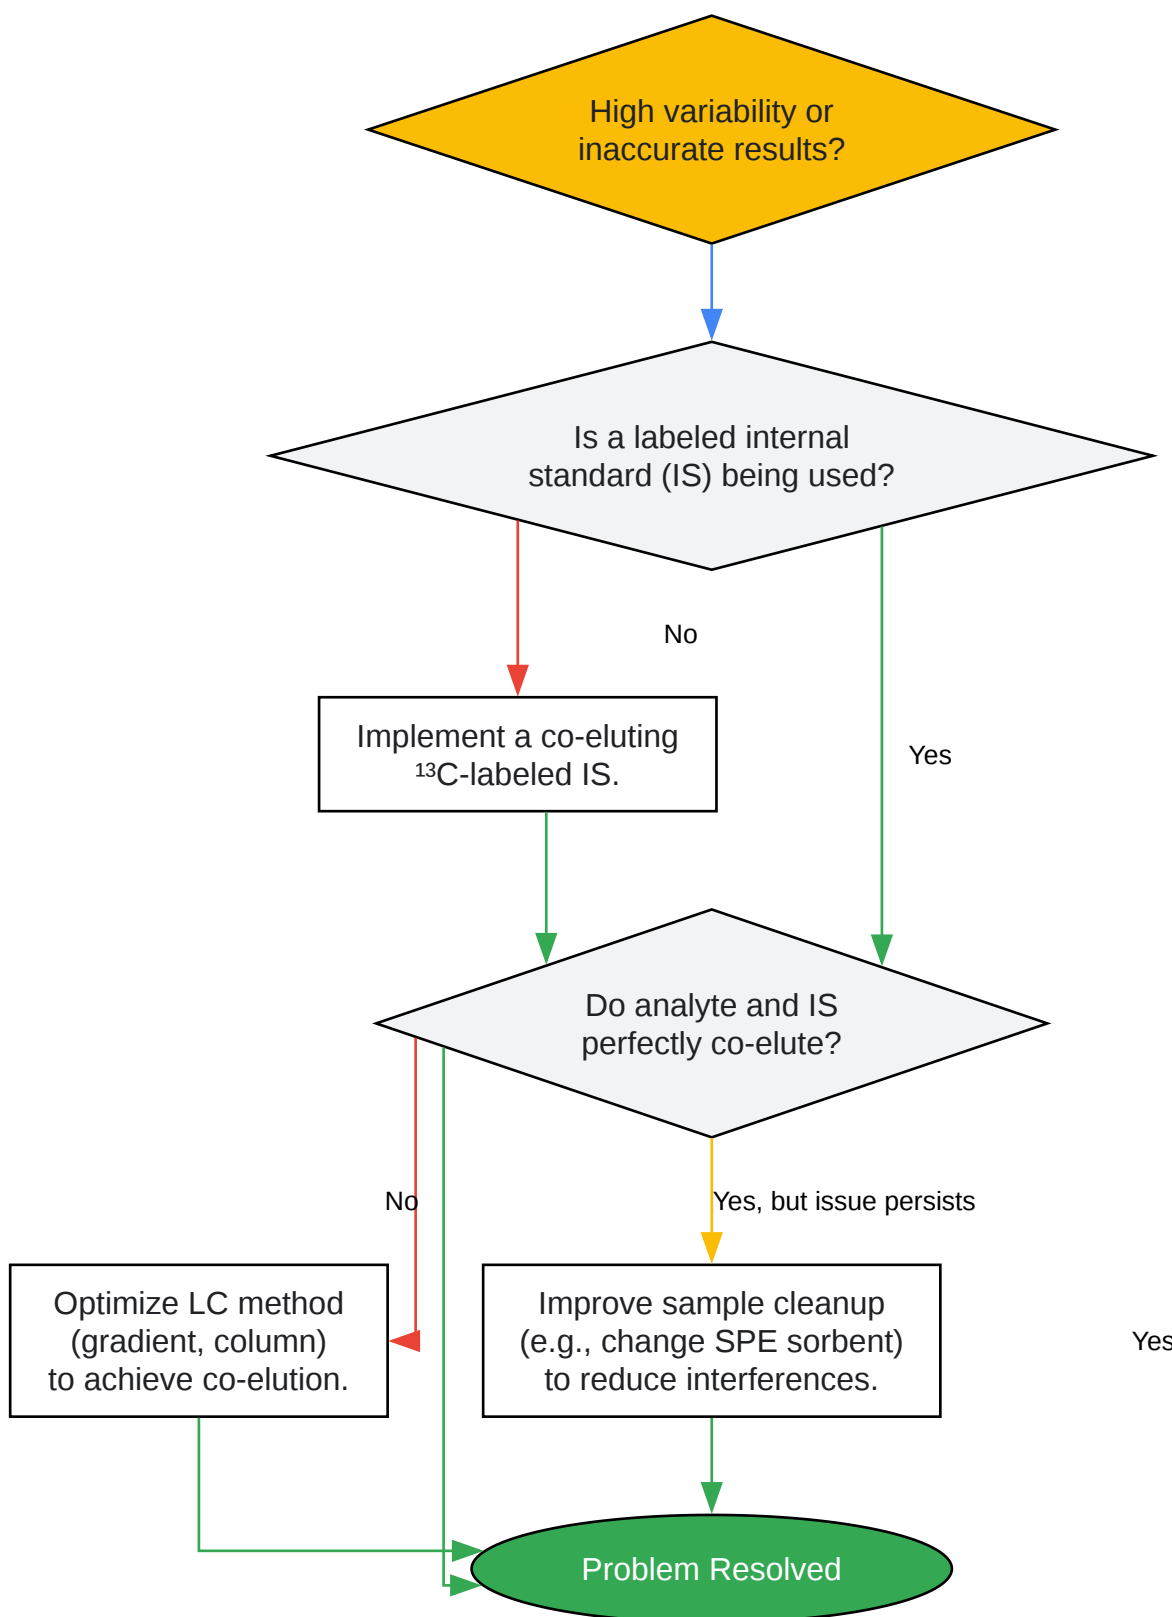 High variability or
inaccurate results?
Is a labeled internal
standard (IS) being used?
No
Implement a co-eluting
¹³C-labeled IS.
Yes
Do analyte and IS
perfectly co-elute?
No
Yes, but issue persists
Optimize LC method
(gradient, column)
to achieve co-elution.
Improve sample cleanup
(e.g., change SPE sorbent)
to reduce interferences.
Yes
Problem Resolved